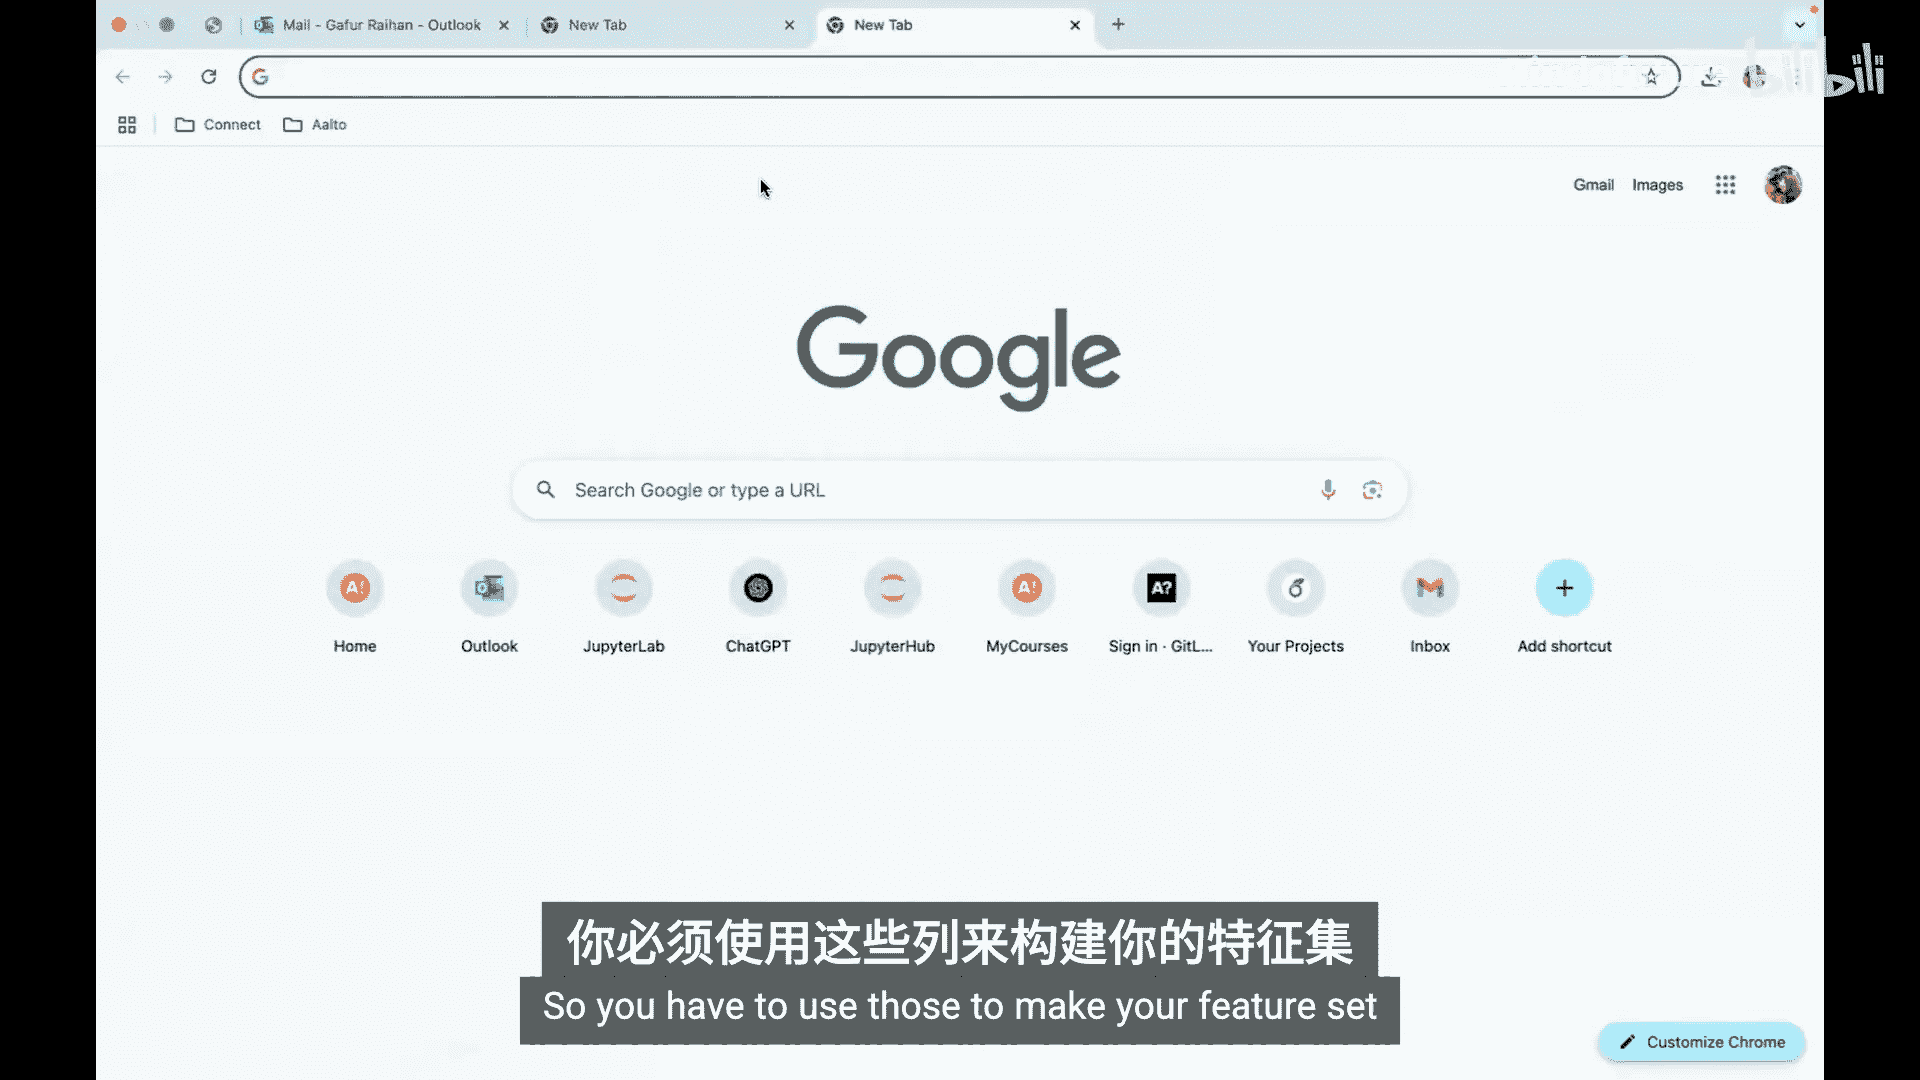 Mail - Gafur Raihan - Outlook
New Tab
New Tab
bilibili
Connect
Aalto
Gmail
Images
Google
Search Google or type a URL
A!
A!
A?
Home
Outlook
JupyterLab
ChatGPT
JupyterHub
MyCourses
Sign in · GitL...
Your Projects
Inbox
Add shortcut
你必须使用这些列来构建你的特征集
So you have to use those to make your feature set
Customize Chrome